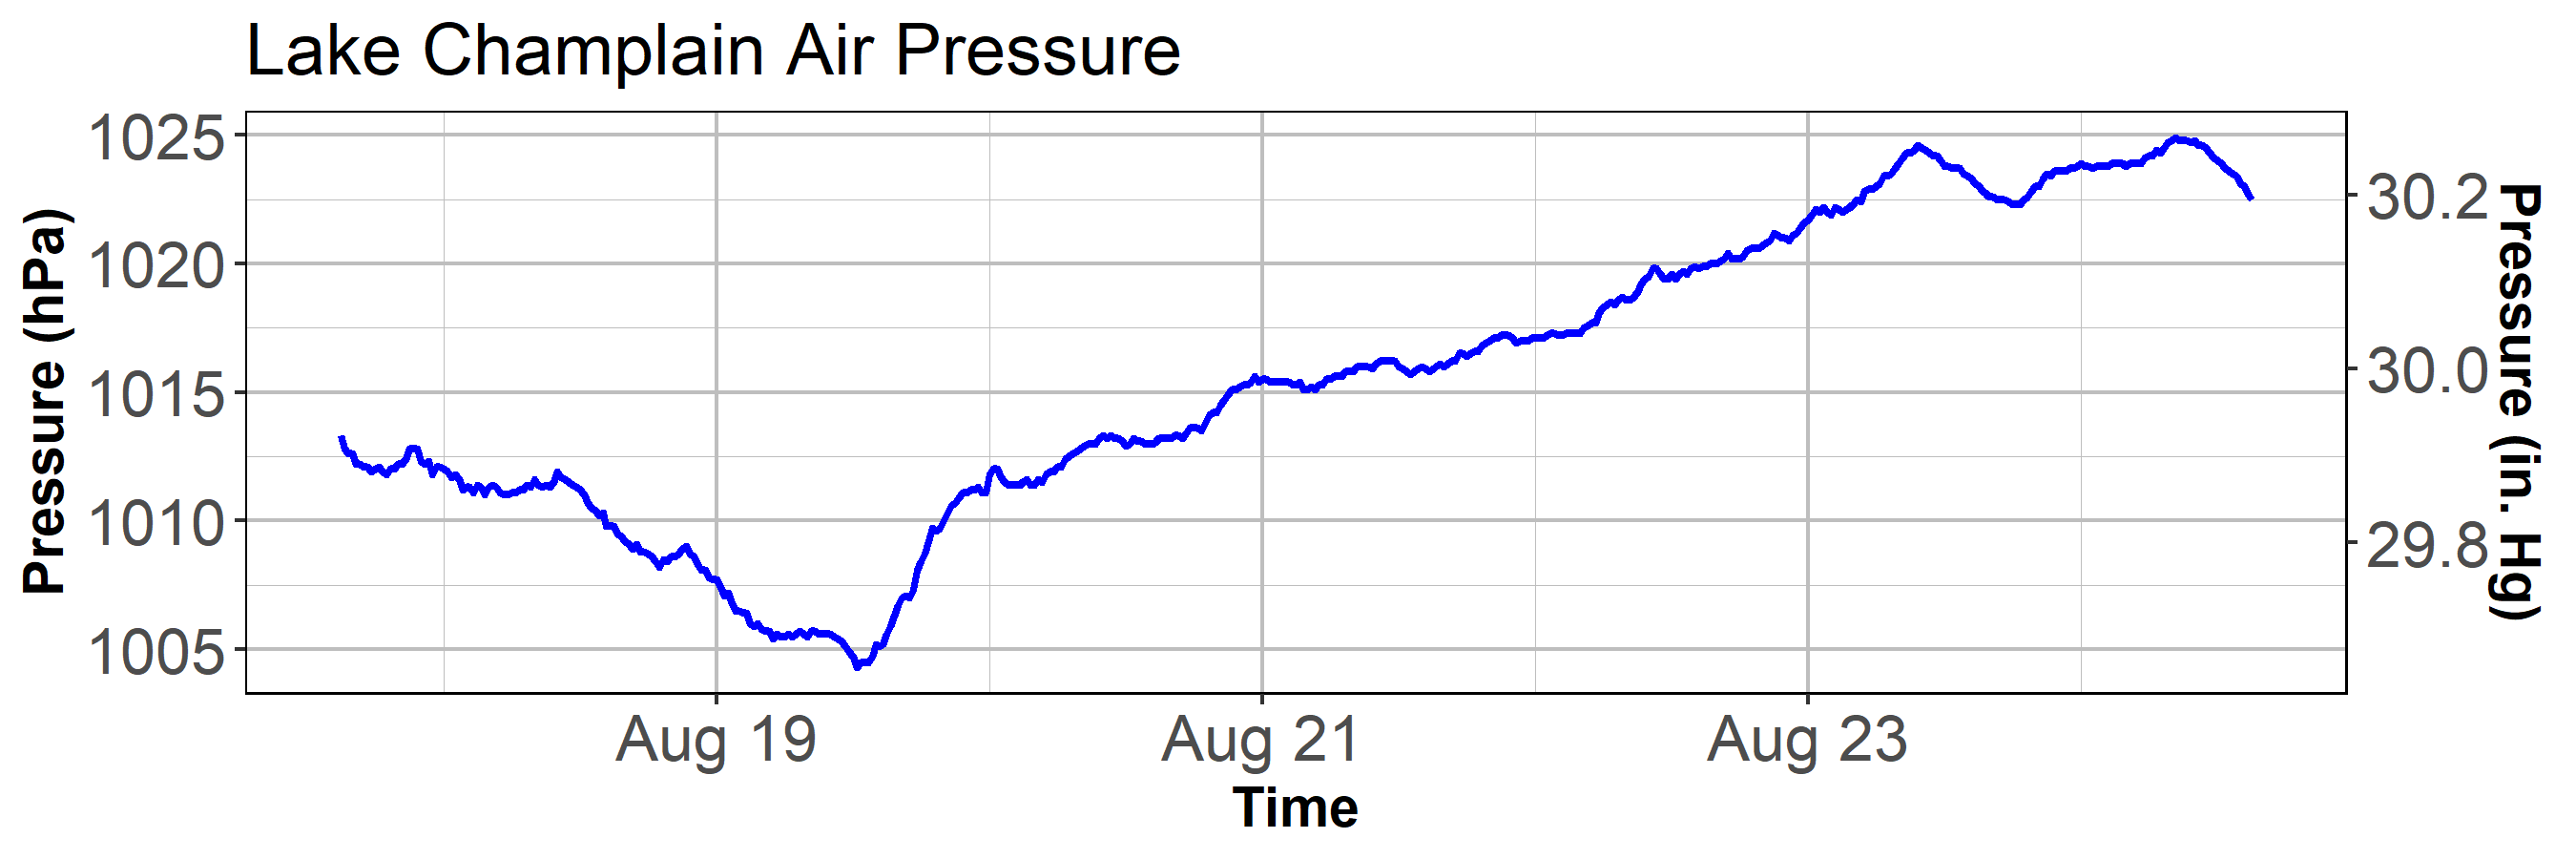 Lake Champlain Air Pressure
1025
1020
1015
1010
1005
Pressure (hPa)
30.2
30.0
29.8
Pressure (in. Hg)
Aug 19
Aug 21
Aug 23
Time